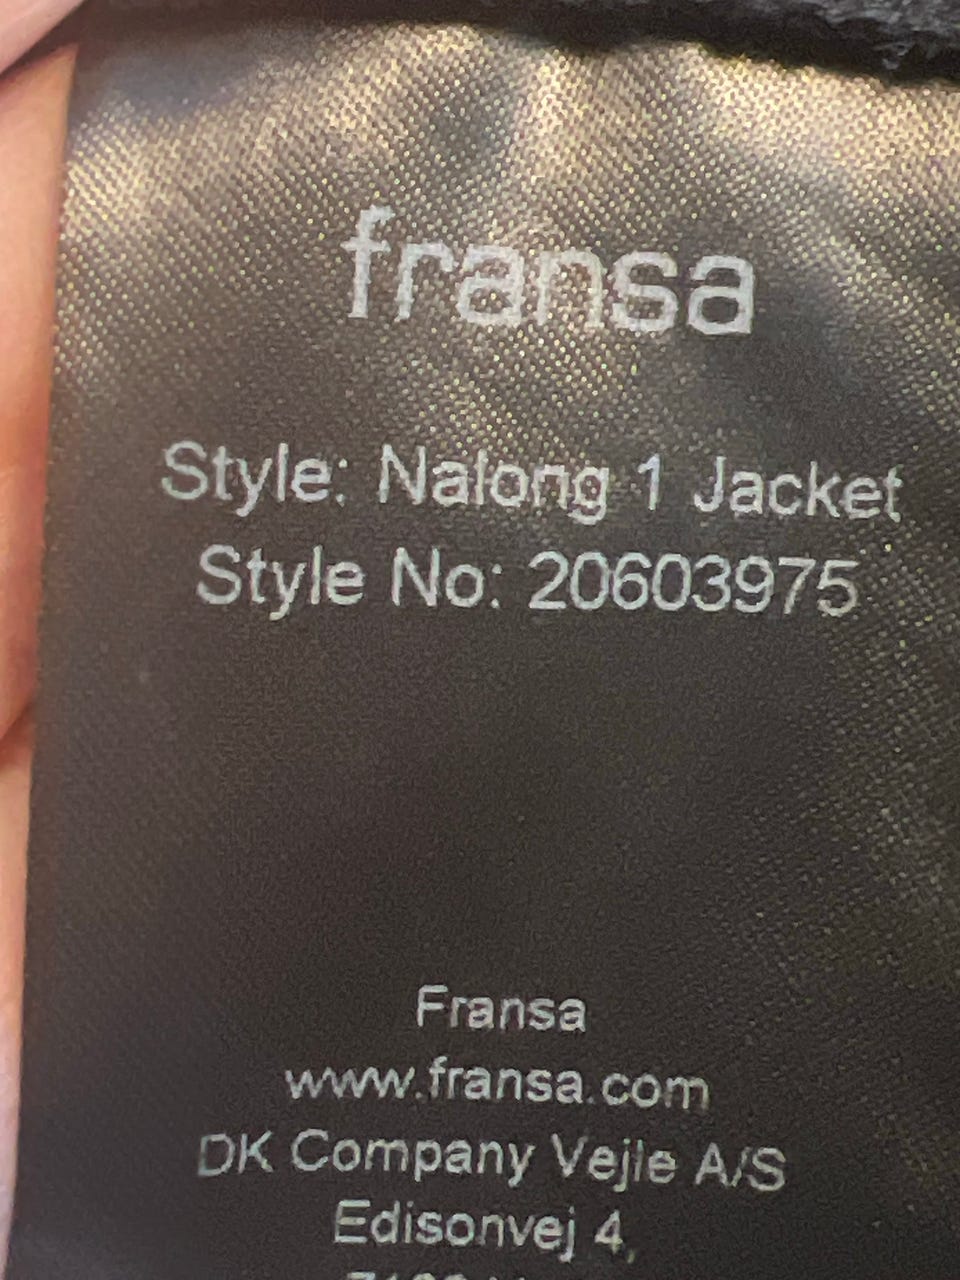 fransa
Style: Nalong 1 Jacket
Style No: 20603975
Fransa
www.fransa.com
DK Company Vejle A/S
Edisonvej 4,